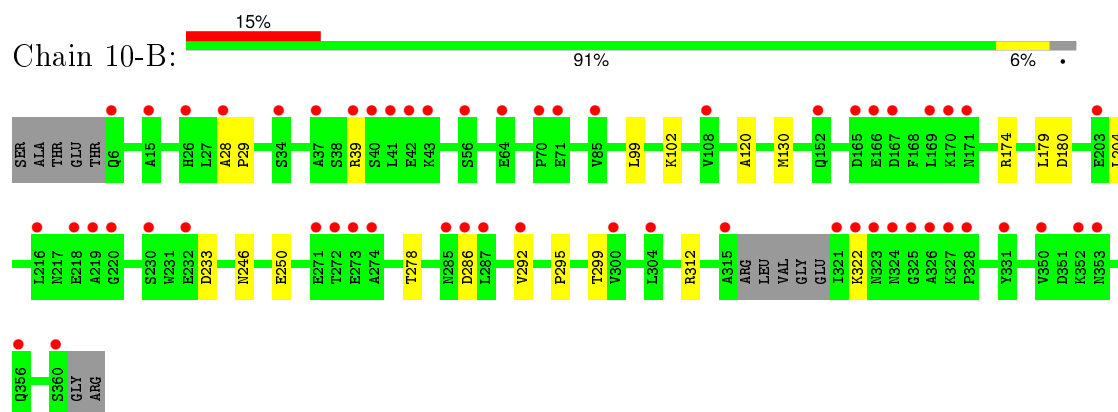 15%
Chain 10-B:
91% 6% •
SER ALA THR GLU THR Q6 A15 H26 L27 A28 P29 S34 A37 S38 R39 S40 L41 E42 K43 S56 E64 P70 E71 V85 L99 K102 V108 A120 M130 Q152 D165 E166 D167 F168 L169 K170 N171 R174 L179 D180 E203 L204
L216 N217 E218 A219 G220 S230 W231 E232 D233 N246 E250 E271 T272 E273 A274 T278 N285 D286 L287 V292 P295 T299 V300 L304 R312 A315 ARG LEU VAL GLY GLU I321 K322 N323 N324 G325 A326 K327 P328 Y331 V350 D351 K352 N353
Q356 S360 GLY ARG